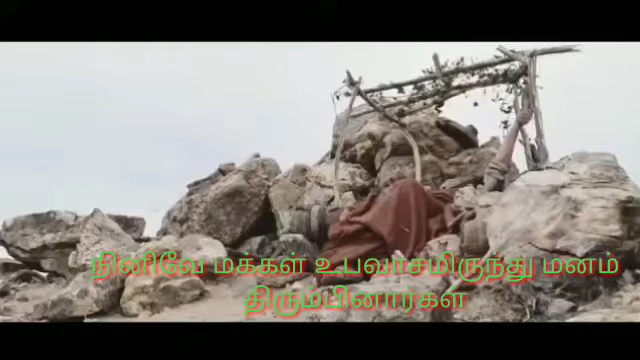 நினிவே மக்கள் உபவாசமிருந்து மனம்
திரும்பினார்கள்